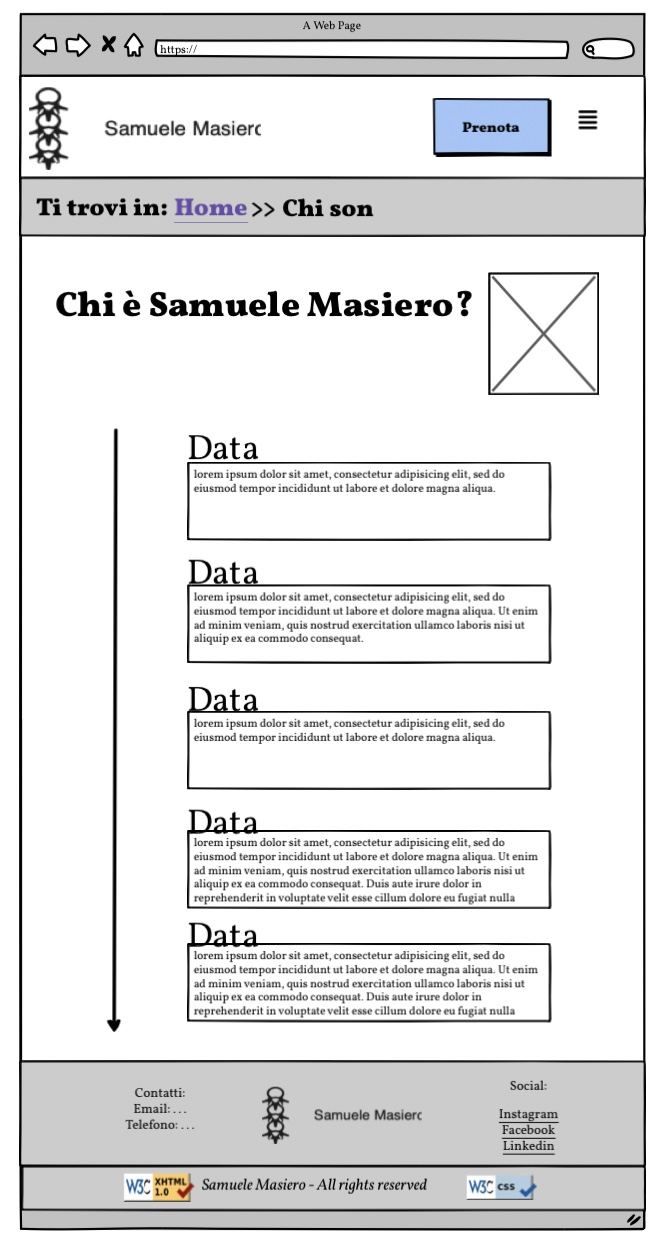 A Web Page
https://
Samuele Masiero
Prenota
Ti trovi in: Home >> Chi son
Chi è Samuele Masiero?
Data
lorem ipsum dolor sit amet, consectetur adipisicing elit, sed do
eiusmod tempor incididunt ut labore et dolore magna aliqua.
Data
lorem ipsum dolor sit amet, consectetur adipisicing elit, sed do
eiusmod tempor incididunt ut labore et dolore magna aliqua. Ut enim
ad minim veniam, quis nostrud exercitation ullamco laboris nisi ut
aliquip ex ea commodo consequat.
Data
lorem ipsum dolor sit amet, consectetur adipisicing elit, sed do
eiusmod tempor incididunt ut labore et dolore magna aliqua.
Data
lorem ipsum dolor sit amet, consectetur adipisicing elit, sed do
eiusmod tempor incididunt ut labore et dolore magna aliqua. Ut enim
ad minim veniam, quis nostrud exercitation ullamco laboris nisi ut
aliquip ex ea commodo consequat. Duis aute irure dolor in
reprehenderit in voluptate velit esse cillum dolore eu fugiat nulla
Data
lorem ipsum dolor sit amet, consectetur adipisicing elit, sed do
eiusmod tempor incididunt ut labore et dolore magna aliqua. Ut enim
ad minim veniam, quis nostrud exercitation ullamco laboris nisi ut
aliquip ex ea commodo consequat. Duis aute irure dolor in
reprehenderit in voluptate velit esse cillum dolore eu fugiat nulla
Contatti:
Email: . . .
Telefono: . . .
Samuele Masiero
Social:
Instagram
Facebook
Linkedin
W3C XHTML 1.0
Samuele Masiero - All rights reserved
W3C css